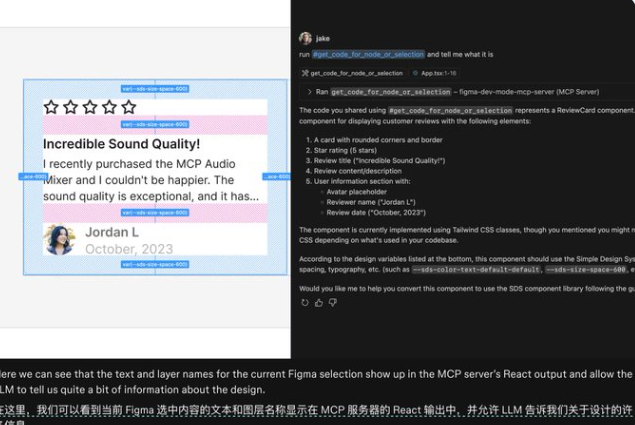 var(--sds-size-space-600)
var(--sds-size-space-600)
Incredible Sound Quality!
I recently purchased the MCP Audio
Mixer and I couldn't be happier. The
sound quality is exceptional, and it has...
var(--sds-size-space-600)
Jordan L
October, 2023
var(--sds-size-space-600)
jake
run #get_code_for_node_or_selection and tell me what it is
get_code_for_node_or_selection App.tsx:1-16
Ran get_code_for_node_or_selection – figma-dev-mode-mcp-server (MCP Server)
The code you shared using #get_code_for_node_or_selection represents a ReviewCard
component for displaying customer reviews with the following elements:
1. A card with rounded corners and border
2. Star rating (5 stars)
3. Review title ("Incredible Sound Quality!")
4. Review content/description
5. User information section with:
◦ Avatar placeholder
◦ Reviewer name ("Jordan L")
◦ Review date ("October, 2023")
The component is currently implemented using Tailwind CSS classes, though you mentioned you might
CSS depending on what's used in your codebase.
According to the design variables listed at the bottom, this component should use the Simple Design
spacing, typography, etc. (such as --sds-color-text-default-default, --sds-size-space-600,
Would you like me to help you convert this component to use the SDS component library following the
ere we can see that the text and layer names for the current Figma selection show up in the MCP server's React output and allow the
LM to tell us quite a bit of information about the design.
在这里，我们可以看到当前 Figma 选中内容的文本和图层名称显示在 MCP 服务器的 React 输出中，并允许 LLM 告诉我们关于设计的许
信息